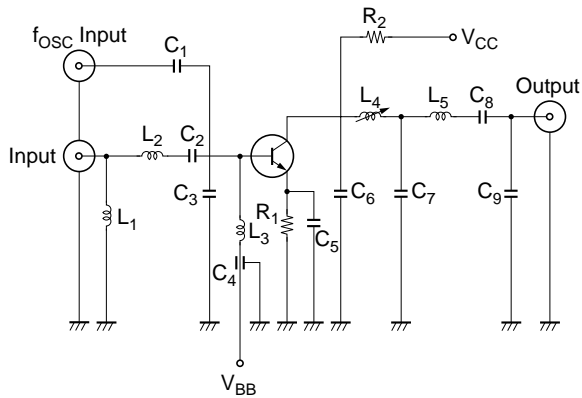 f_OSC Input
C_1
R_2
V_CC
Input
L_2
C_2
L_4
L_5
C_8
Output
L_1
C_3
L_3
R_1
C_5
C_6
C_7
C_9
C_4
V_BB